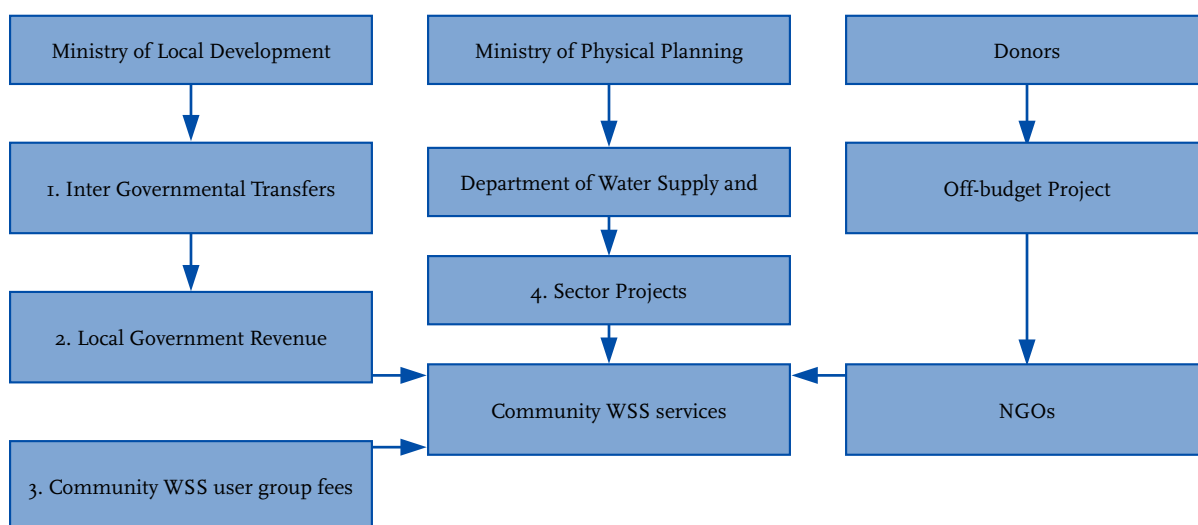 Ministry of Local Development
Ministry of Physical Planning
Donors
1. Inter Governmental Transfers
Department of Water Supply and
Off-budget Project
2. Local Government Revenue
4. Sector Projects
Community WSS services
NGOs
3. Community WSS user group fees